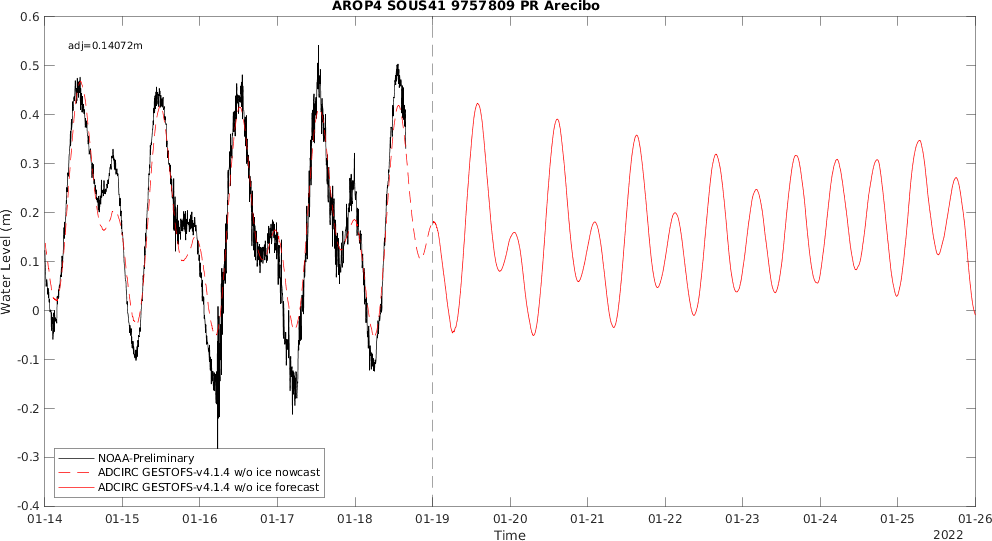 AROP4 SOUS41 9757809 PR Arecibo
adj=0.14072m
0.6
0.5
0.4
0.3
0.2
0.1
0
-0.1
-0.2
-0.3
-0.4
Water Level (m)
NOAA-Preliminary
ADCIRC GESTOFS-v4.1.4 w/o ice nowcast
ADCIRC GESTOFS-v4.1.4 w/o ice forecast
01-14 01-15 01-16 01-17 01-18 01-19 01-20 01-21 01-22 01-23 01-24 01-25 01-26
Time
2022